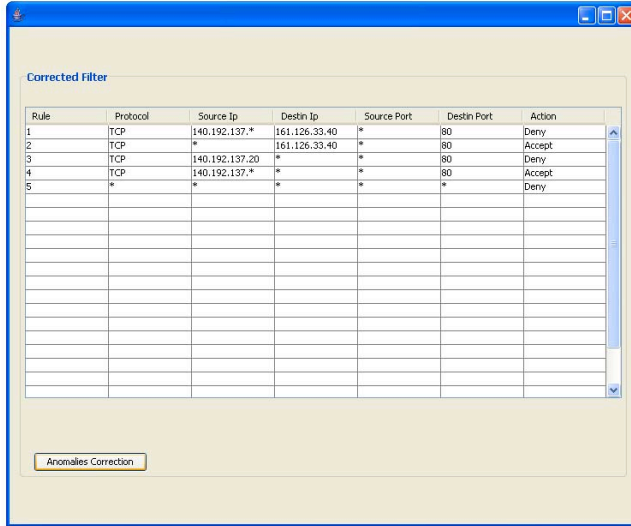 Corrected Filter
Rule Protocol Source Ip Destin Ip Source Port Destin Port Action
1 TCP 140.192.137.* 161.126.33.40 * 80 Deny
2 TCP * 161.126.33.40 * 80 Accept
3 TCP 140.192.137.20 * * 80 Deny
4 TCP 140.192.137.* * * 80 Accept
5 * * * * * Deny
Anomalies Correction